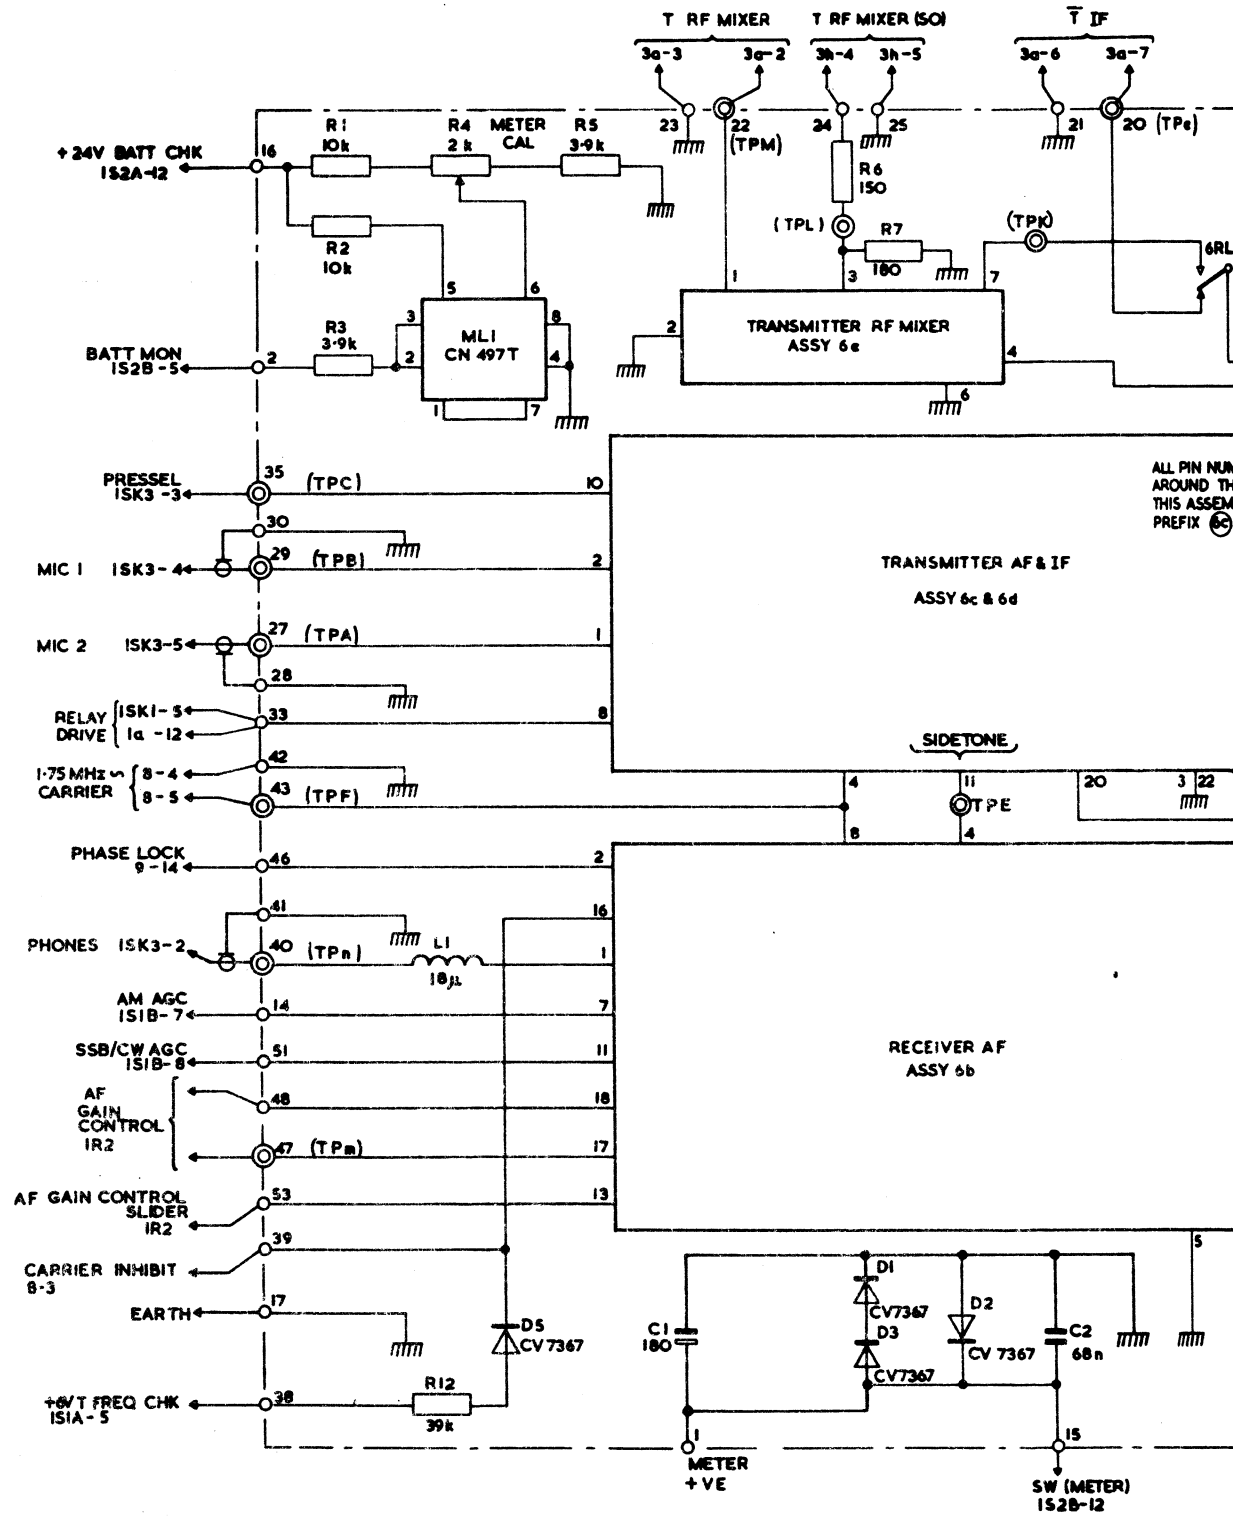 T RF MIXER
T RF MIXER (SO)
T IF
3a-3
3a-2
3h-4
3h-5
3a-6
3a-7
23
22
(TPM)
24
25
21
20 (TPe)
+24V BATT CHK
1S2A-12
16
R1
10k
R4
2k
METER
CAL
R5
3·9k
R2
10k
R6
150
(TPL)
R7
180
(TPK)
6RL
5
6
3
8
2
4
1
7
ML1
CN 497T
R3
3·9k
BATT MON
1S2B-5
2
1
3
7
2
4
6
TRANSMITTER RF MIXER
ASSY 6e
PRESSEL
1SK3-3
35
(TPC)
10
30
MIC 1
1SK3-4
29
(TPB)
2
MIC 2
1SK3-5
27
(TPA)
1
28
RELAY
DRIVE
1SK1-5
1a-12
33
8
1·75MHz ∿
CARRIER
8-4
8-5
42
43
(TPF)
TRANSMITTER AF & IF
ASSY 6c & 6d
ALL PIN NUM
AROUND TH
THIS ASSEM
PREFIX 6c
SIDETONE
4
11
20
3
22
TPE
8
4
PHASE LOCK
9-14
46
2
41
16
PHONES 1SK3-2
40
(TPn)
L1
18µ
1
AM AGC
1S1B-7
14
7
SSB/CW AGC
1S1B-8
51
11
AF
GAIN
CONTROL
1R2
48
18
47
(TPm)
17
AF GAIN CONTROL
SLIDER
1R2
53
13
RECEIVER AF
ASSY 6b
5
CARRIER INHIBIT
8-3
39
EARTH
17
D5
CV 7367
+6V T FREQ CHK
1S1A-5
38
R12
39k
C1
180
D1
CV7367
D3
CV7367
D2
CV 7367
C2
68n
1
METER
+VE
15
SW (METER)
1S2B-12